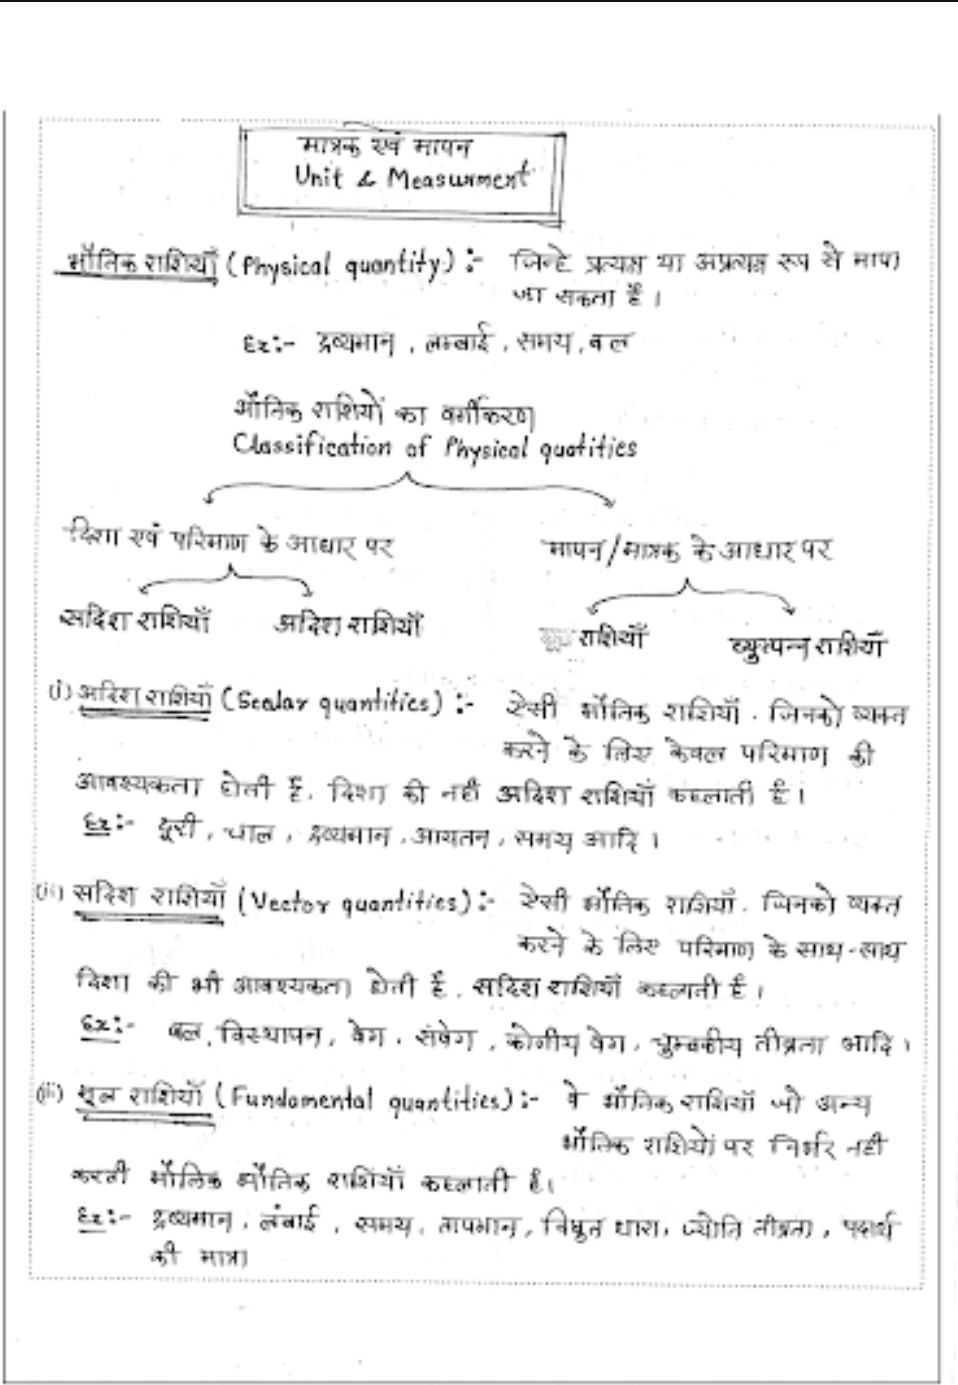 मात्रक एवं मापन
Unit & Measurment
भौतिक राशियाँ (Physical quantity) :- जिन्हे प्रत्यक्ष या अप्रत्यक्ष रूप से मापा
जा सकता है।
Ex:- द्रव्यमान, लम्बाई, समय, बल
भौतिक राशियों का वर्गीकरण
Classification of Physical quatities
दिशा एवं परिमाण के आधार पर
मापन/मात्रक के आधार पर
सदिश राशियाँ अदिश राशियाँ
राशियाँ व्युत्पन्न राशियाँ
(i) अदिश राशियाँ (Scalar quantities) :- ऐसी भौतिक राशियाँ, जिनको व्यक्त
करने के लिए केवल परिमाण की
आवश्यकता होती है, दिशा की नही अदिश राशियाँ कहलाती है।
Ex:- दूरी, चाल, द्रव्यमान, आयतन, समय आदि।
(ii) सदिश राशियाँ (Vector quantities) :- ऐसी भौतिक राशियाँ, जिनको व्यक्त
करने के लिए परिमाण के साथ-साथ
दिशा की भी आवश्यकता होती है, सदिश राशियाँ कहलाती है।
Ex:- बल, विस्थापन, वेग, संवेग, कोणीय वेग, चुम्बकीय तीव्रता आदि।
(iii) मूल राशियाँ (Fundamental quantities) :- वे भौतिक राशियाँ जो अन्य
भौतिक राशियों पर निर्भर नही
करती मौलिक भौतिक राशियाँ कहलाती है।
Ex:- द्रव्यमान, लंबाई, समय, तापमान, विधुत धारा, ज्योति तीव्रता, पदार्थ
की मात्रा